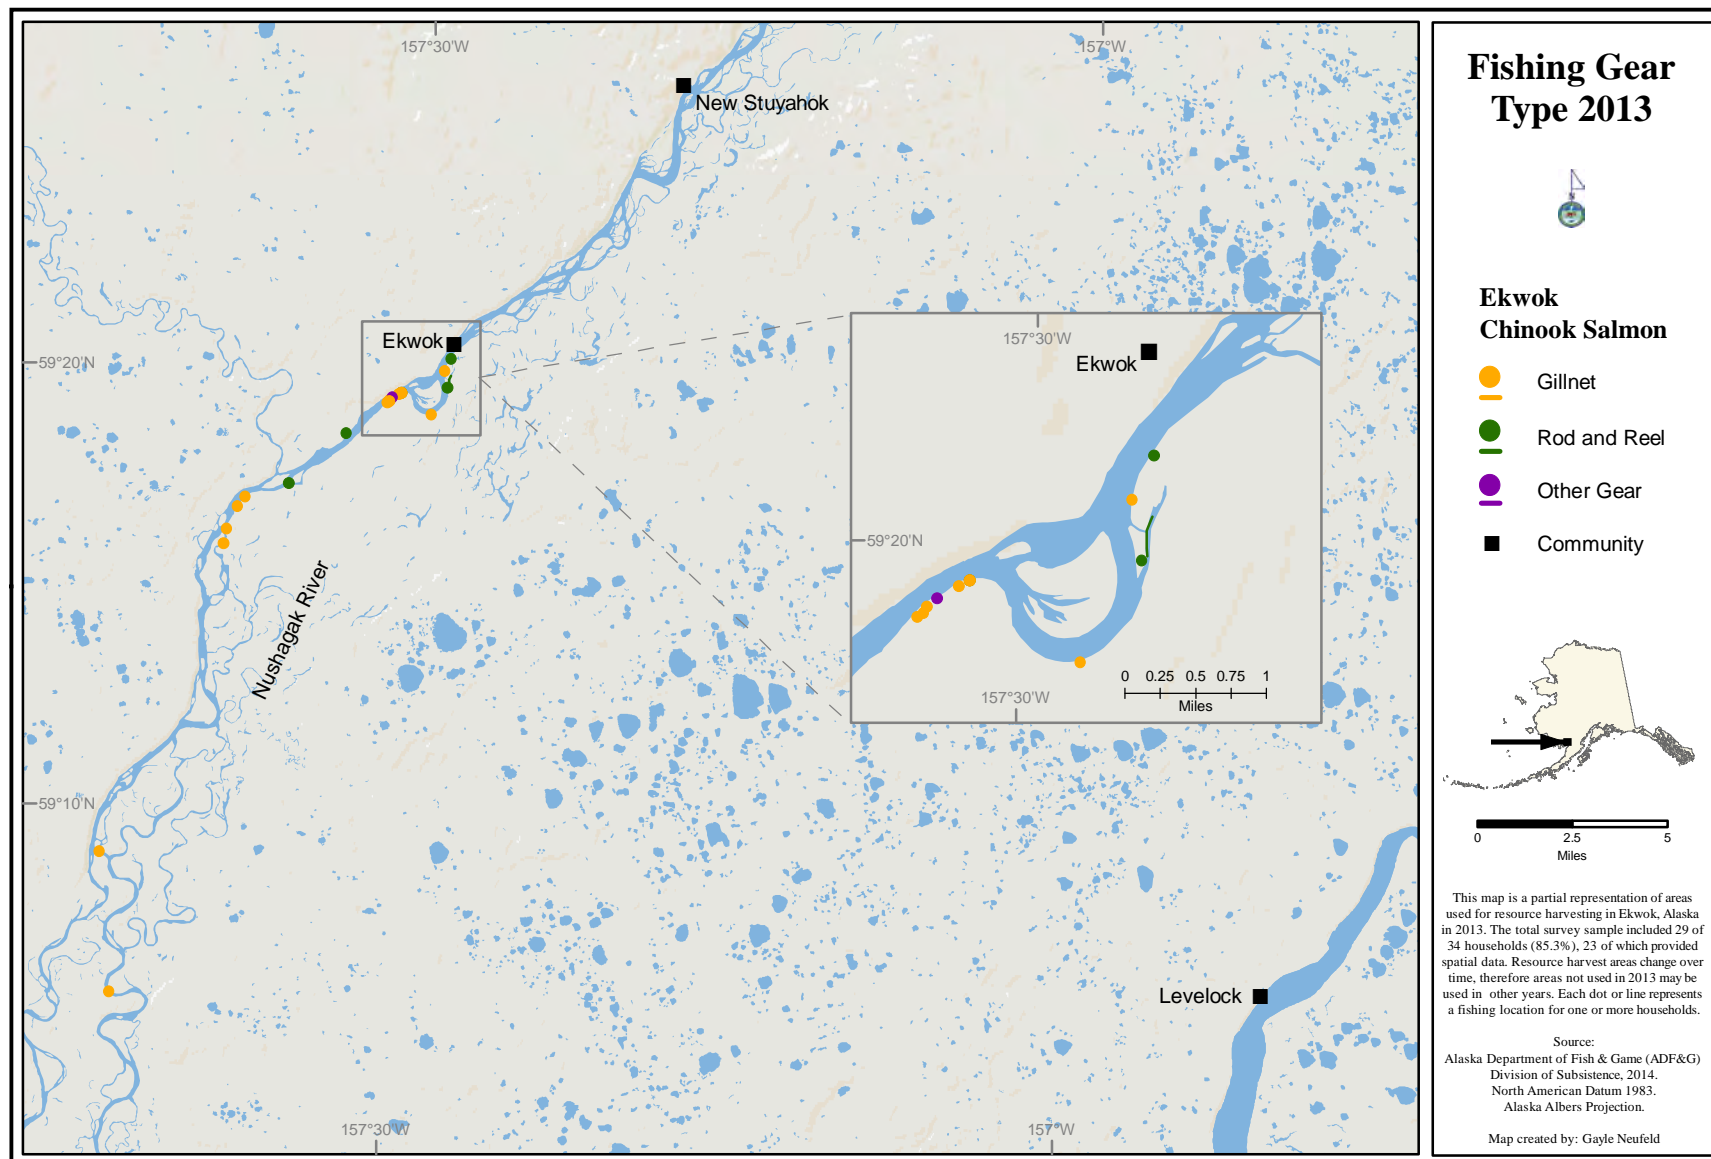 157°30'W
157°W
New Stuyahok
Ekwok
59°20'N
157°30'W
Ekwok
59°20'N
157°30'W
0 0.25 0.5 0.75 1
Miles
Nushagak River
59°10'N
Levelock
157°30'W
157°W
Fishing Gear
Type 2013
Ekwok
Chinook Salmon
Gillnet
Rod and Reel
Other Gear
Community
0 2.5 5
Miles
This map is a partial representation of areas
used for resource harvesting in Ekwok, Alaska
in 2013. The total survey sample included 29 of
34 households (85.3%), 23 of which provided
spatial data. Resource harvest areas change over
time, therefore areas not used in 2013 may be
used in other years. Each dot or line represents
a fishing location for one or more households.
Source:
Alaska Department of Fish & Game (ADF&G)
Division of Subsistence, 2014.
North American Datum 1983.
Alaska Albers Projection.
Map created by: Gayle Neufeld